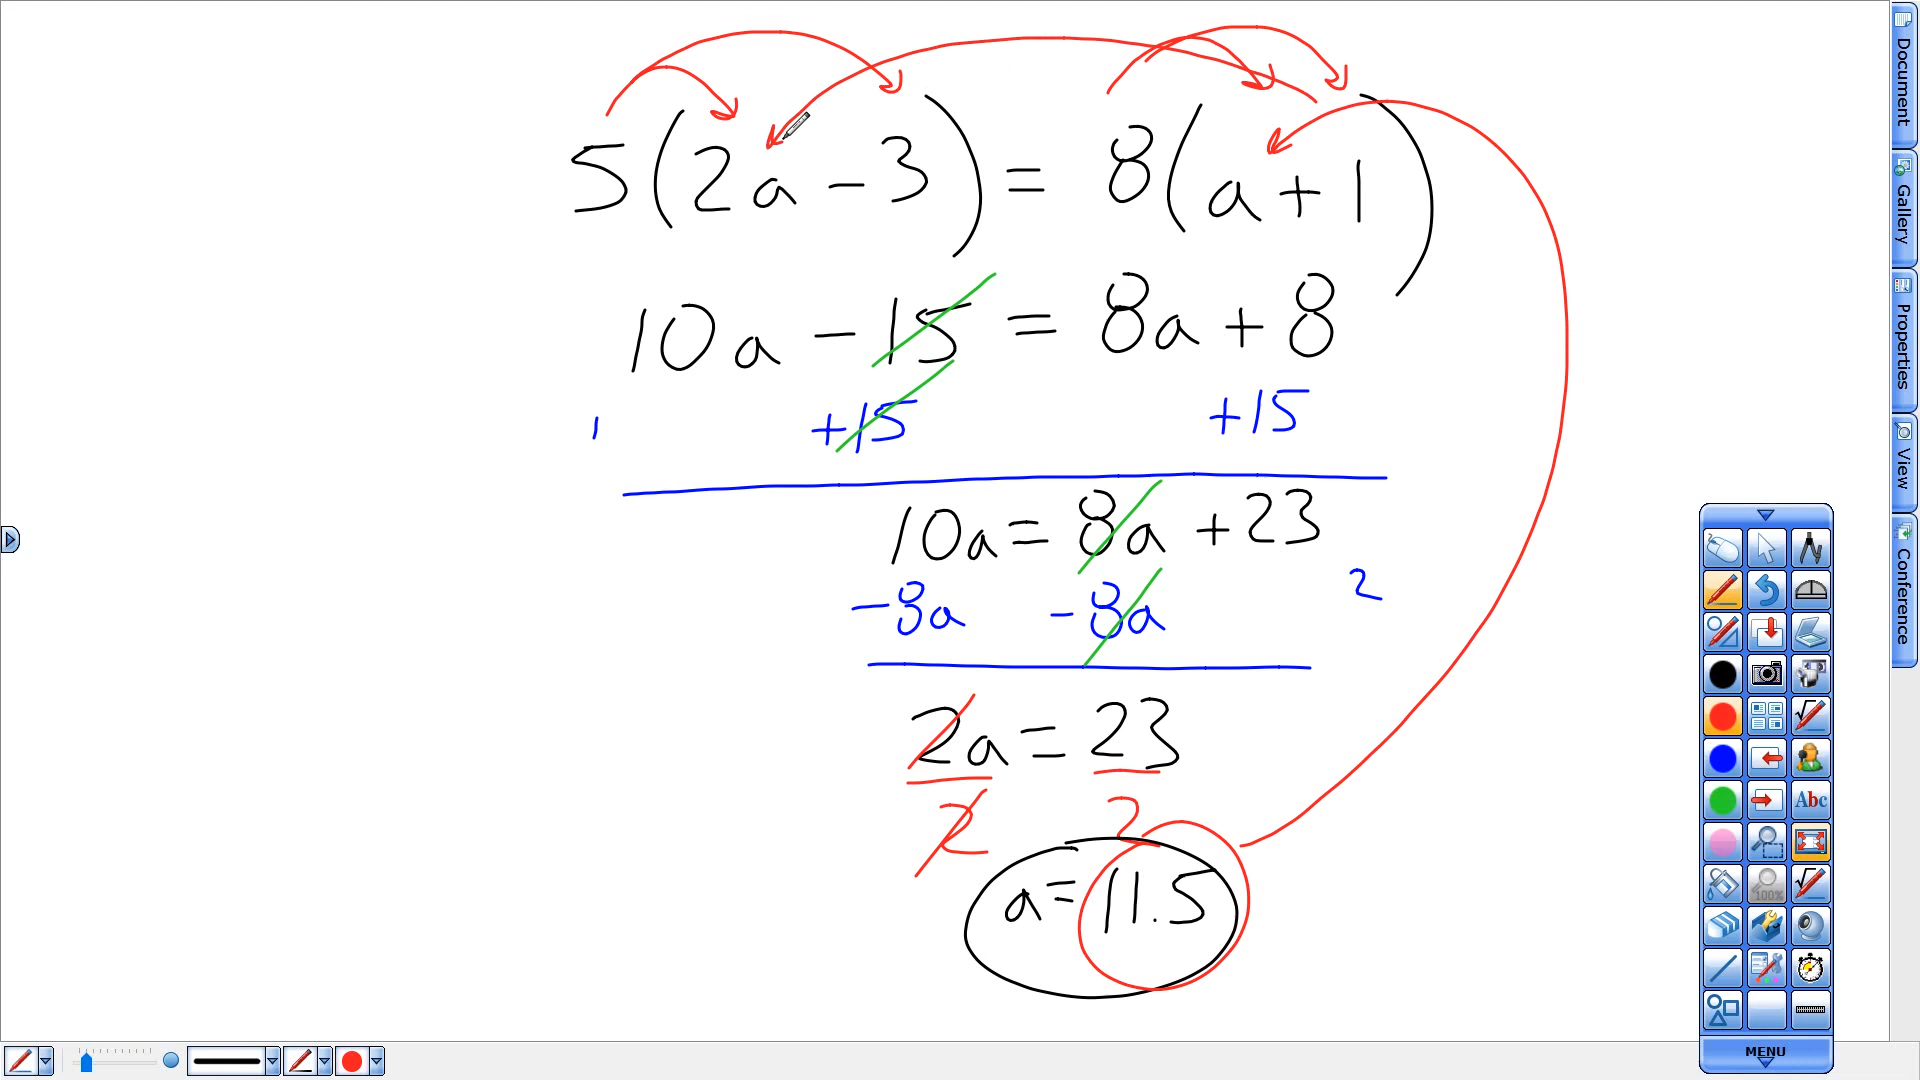 5(2a - 3) = 8(a + 1)
10a - 15 = 8a + 8
+15 +15
10a = 8a + 23
-8a -8a 2
2a = 23
2 2
a = 11.5
Document
Gallery
Properties
View
Conference
100%
Abc
MENU